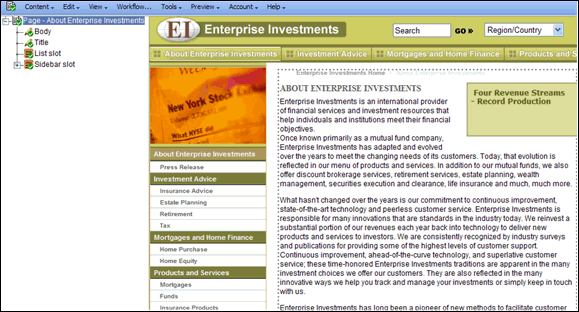 Content Edit View Workflow... Tools Preview Account Help
Page - About Enterprise Investments
Body
Title
List slot
Sidebar slot
EI Enterprise Investments
Search GO » Region/Country
About Enterprise Investments Investment Advice Mortgages and Home Finance Products and S
Enterprise Investments Home About Enterprise Investments
New York Stock
What NYSE did
About Enterprise Investments
Press Release
Investment Advice
Insurance Advice
Estate Planning
Retirement
Tax
Mortgages and Home Finance
Home Purchase
Home Equity
Products and Services
Mortgages
Funds
Insurance Products
ABOUT ENTERPRISE INVESTMENTS
Enterprise Investments is an international provider
of financial services and investment resources that
help individuals and institutions meet their financial
objectives.
Once known primarily as a mutual fund company,
Enterprise Investments has adapted and evolved
over the years to meet the changing needs of its customers. Today, that evolution is
reflected in our menu of products and services. In addition to our mutual funds, we also
offer discount brokerage services, retirement services, estate planning, wealth
management, securities execution and clearance, life insurance and much, much more.
What hasn't changed over the years is our commitment to continuous improvement,
state-of-the-art technology and peerless customer service. Enterprise Investments is
responsible for many innovations that are standards in the industry today. We reinvest a
substantial portion of our revenues each year back into technology to deliver new
products and services to investors. We are consistently recognized by industry surveys
and publications for providing some of the highest levels of customer support.
Continuous improvement, ahead-of-the-curve technology, and superlative customer
service; these time-honored Enterprise Investments traditions are apparent in the many
investment choices we offer our customers. They are also reflected in the many
innovative ways we help you track and manage your investments or simply keep in touch
with us.
Enterprise Investments has long been a pioneer of new methods to facilitate customer
Four Revenue Streams
- Record Production